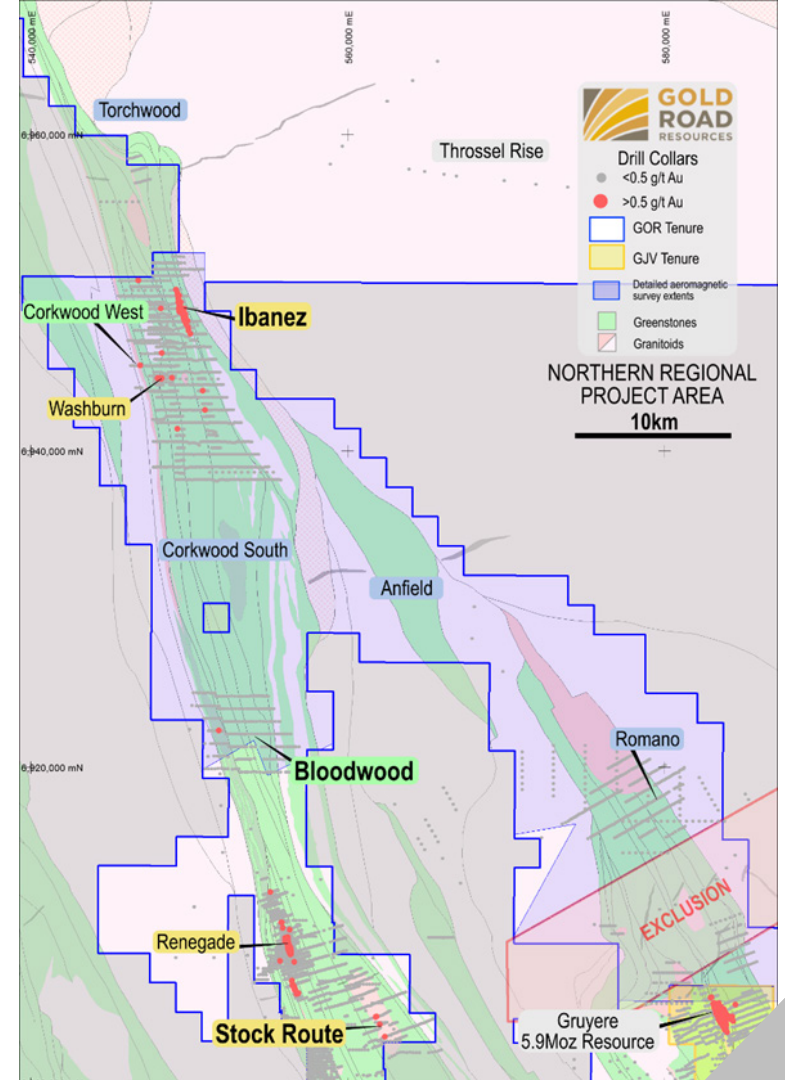 540,000 mE
560,000 mE
580,000 mE
Torchwood
6,960,000 mN
Throssel Rise
GOLD
ROAD
RESOURCES
Drill Collars
<0.5 g/t Au
>0.5 g/t Au
GOR Tenure
GJV Tenure
Detailed aeromagnetic
survey extents
Greenstones
Granitoids
Corkwood West
Ibanez
NORTHERN REGIONAL
PROJECT AREA
10km
Washburn
6,940,000 mN
Corkwood South
Anfield
Romano
6,920,000 mN
Bloodwood
EXCLUSION
Renegade
Stock Route
Gruyere
5.9Moz Resource